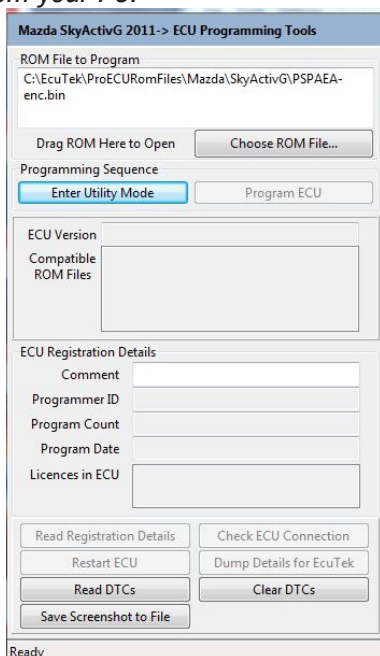 from your PC.
Mazda SkyActivG 2011-> ECU Programming Tools
ROM File to Program
C:\EcuTek\ProECURomFiles\Mazda\SkyActivG\PSPAEA-
enc.bin
Drag ROM Here to Open Choose ROM File...
Programming Sequence
Enter Utility Mode Program ECU
ECU Version
Compatible
ROM Files
ECU Registration Details
Comment
Programmer ID
Program Count
Program Date
Licences in ECU
Read Registration Details Check ECU Connection
Restart ECU Dump Details for EcuTek
Read DTCs Clear DTCs
Save Screenshot to File
Ready